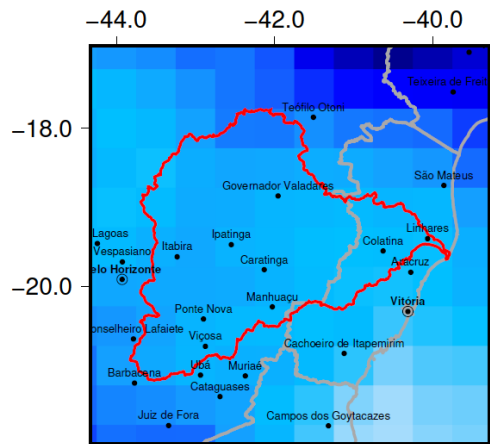 −44.0 −42.0 −40.0
Teixeira de Frei
Teófilo Otoni
−18.0
São Mateus
Governador Valadares
Linhares
Lagoas
Ipatinga
Colatina
Vespasiano
Itabira
elo Horizonte
Caratinga
Aracruz
−20.0
Manhuaçu
Vitória
Ponte Nova
onselheiro Lafaiete
Viçosa
Cachoeiro de Itapemirim
Barbacena
Ubá
Muriaé
Cataguases
Juiz de Fora
Campos dos Goytacazes